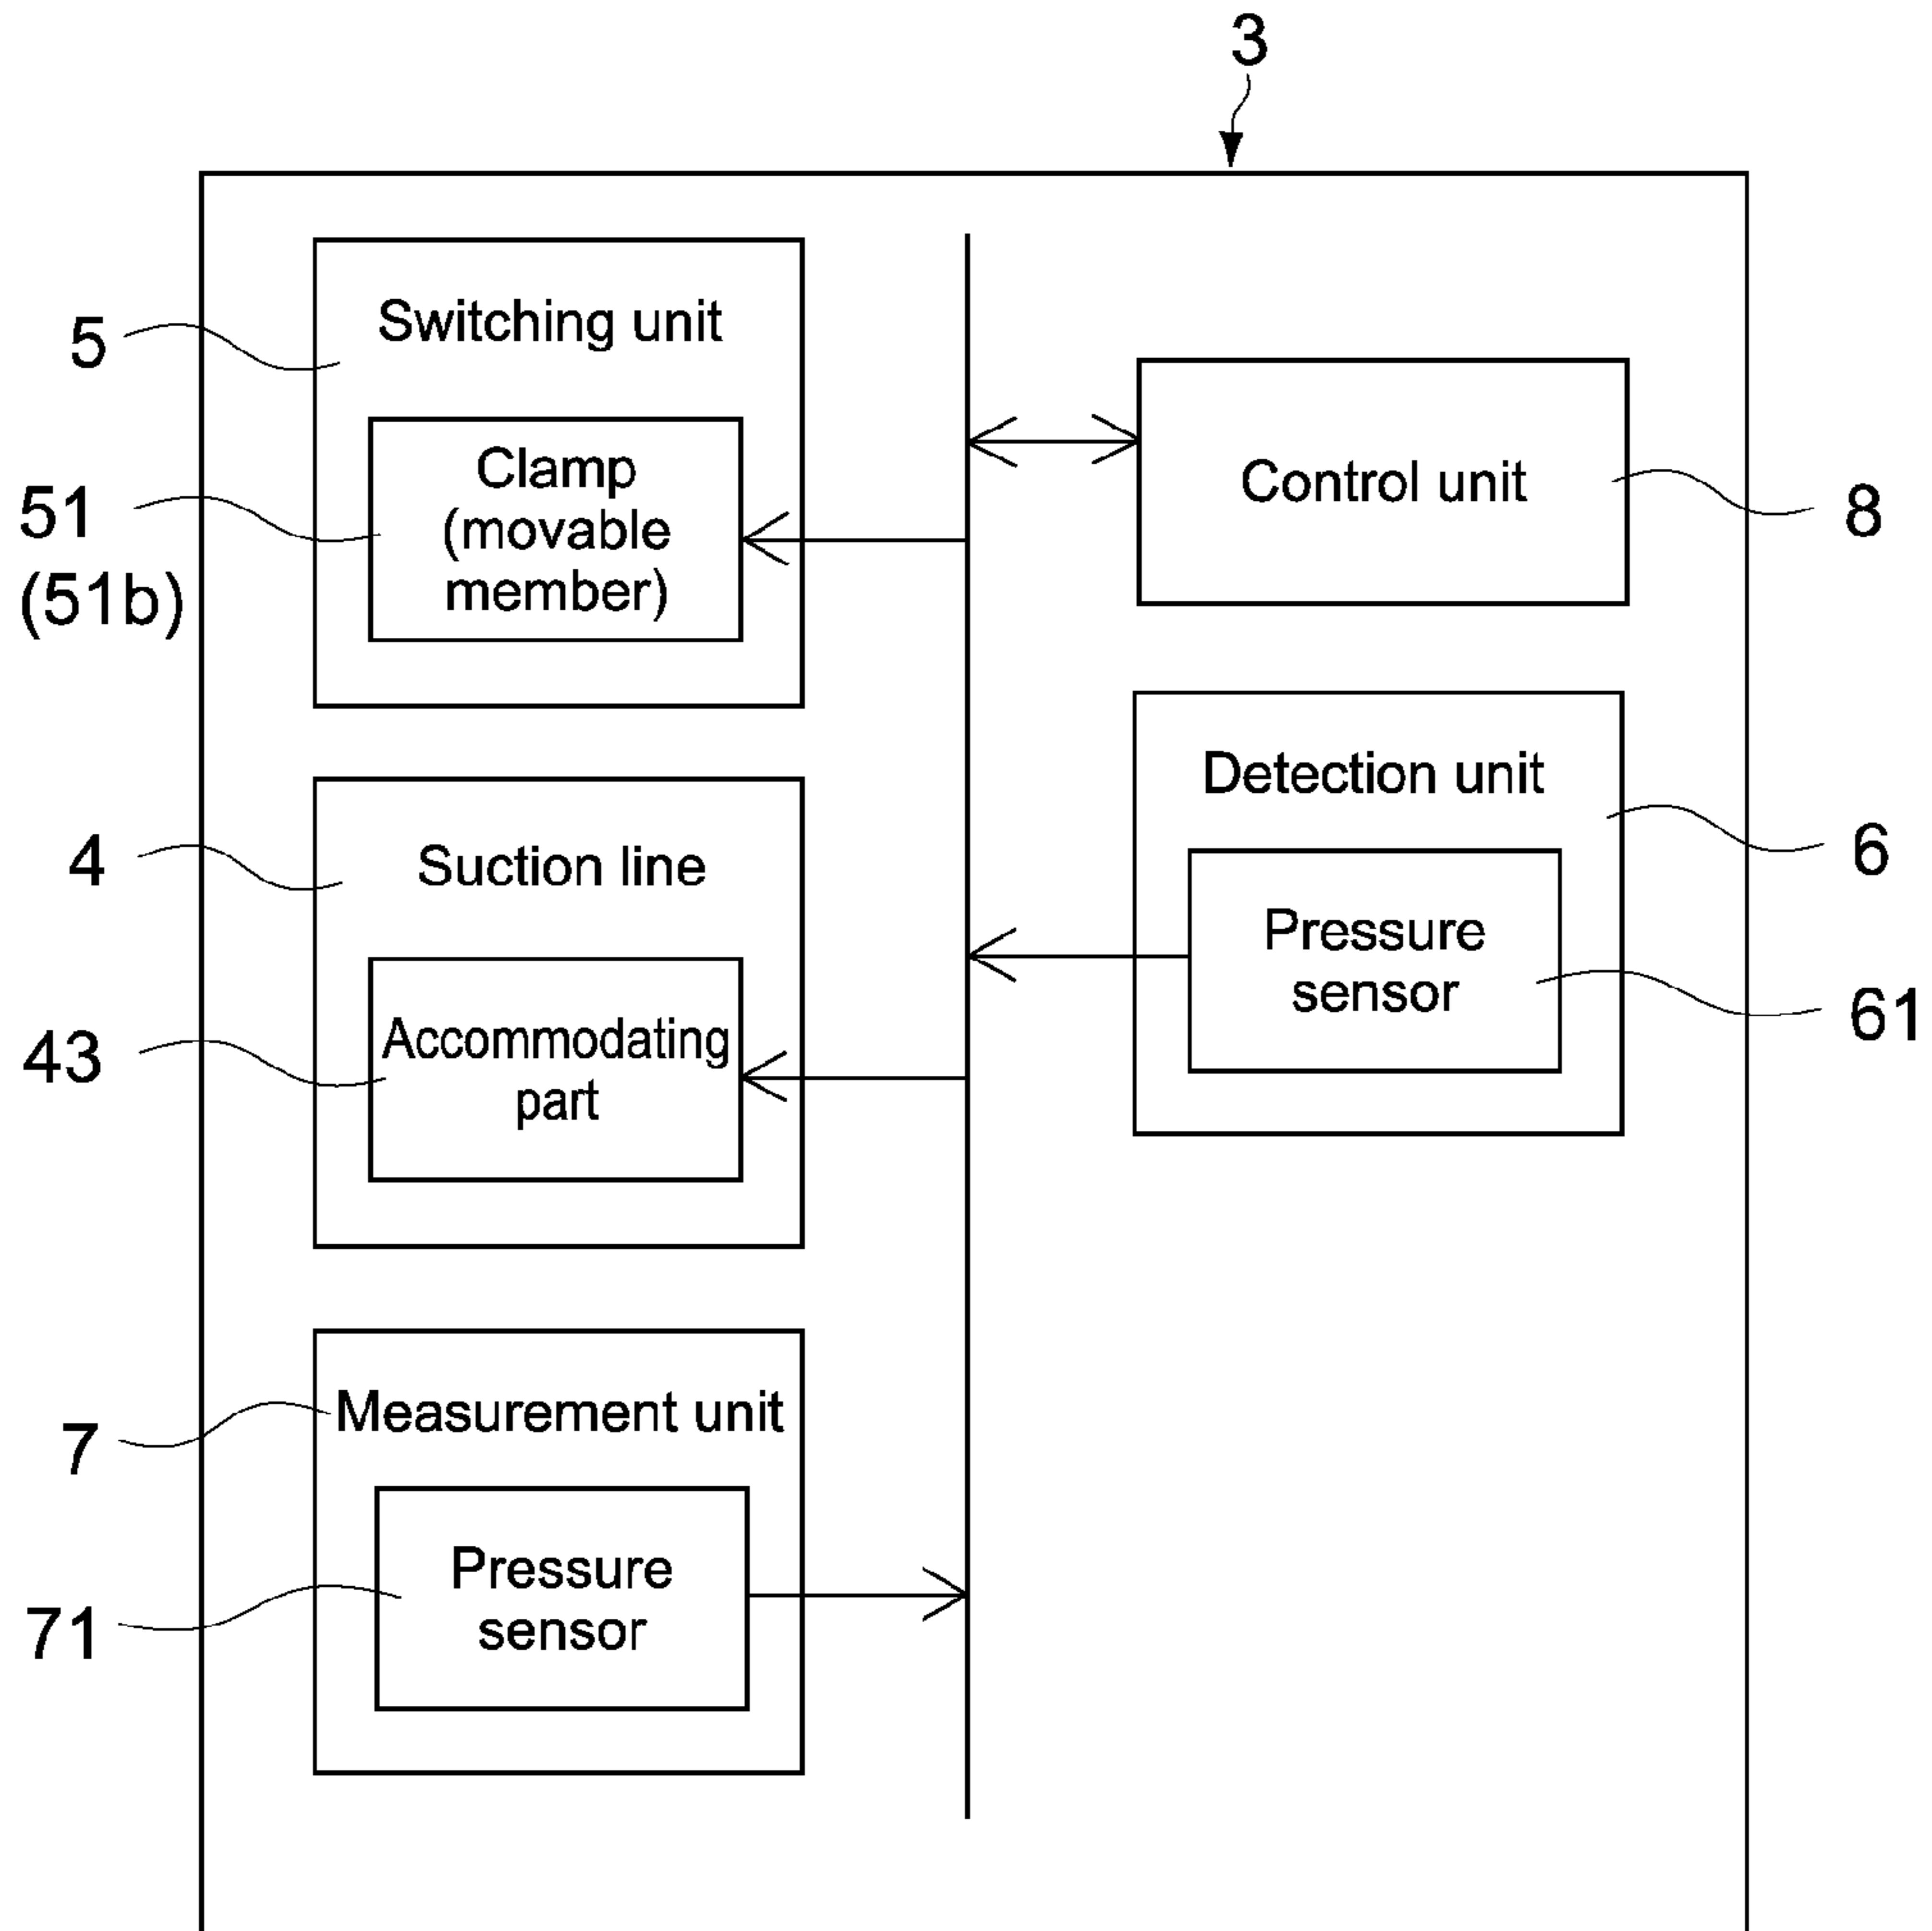 3
5
Switching unit
51
(51b)
Clamp
(movable
member)
Control unit
8
4
Suction line
43
Accommodating
part
Detection unit
6
Pressure
sensor
61
7
Measurement unit
71
Pressure
sensor